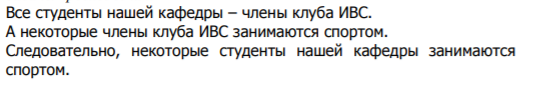 Все студенты нашей кафедры – члены клуба ИВС.
А некоторые члены клуба ИВС занимаются спортом.
Следовательно, некоторые студенты нашей кафедры занимаются
спортом.